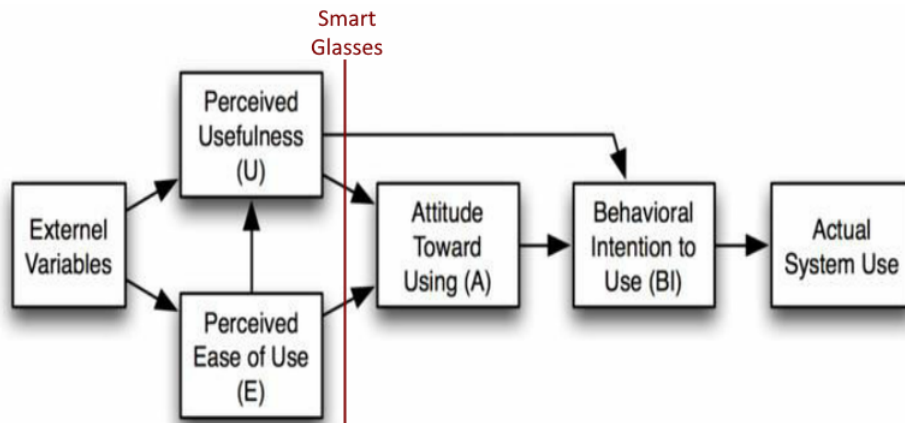 Smart
Glasses
Perceived
Usefulness
(U)
Externel
Variables
Perceived
Ease of Use
(E)
Attitude
Toward
Using (A)
Behavioral
Intention to
Use (BI)
Actual
System Use